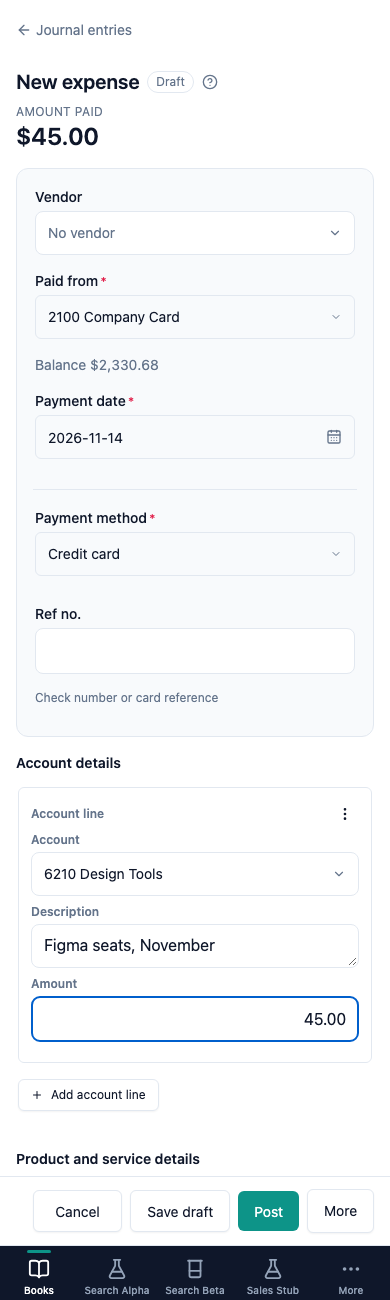 Journal entries
New expense Draft
AMOUNT PAID
$45.00
Vendor
No vendor
Paid from *
2100 Company Card
Balance $2,330.68
Payment date *
2026-11-14
Payment method *
Credit card
Ref no.
Check number or card reference
Account details
Account line
Account
6210 Design Tools
Description
Figma seats, November
Amount
45.00
+ Add account line
Product and service details
Cancel Save draft Post More
Books Search Alpha Search Beta Sales Stub More